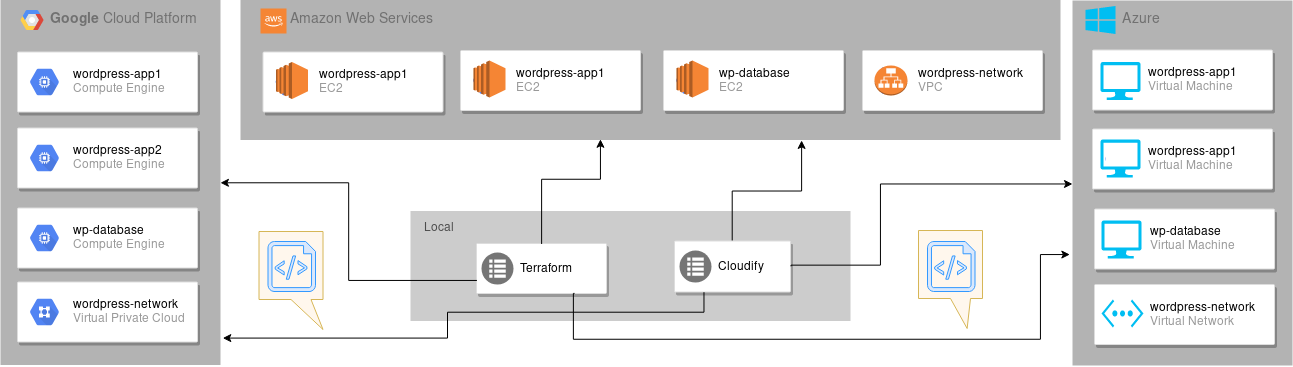 Google Cloud Platform
wordpress-app1
Compute Engine
wordpress-app2
Compute Engine
wp-database
Compute Engine
wordpress-network
Virtual Private Cloud
aws
Amazon Web Services
wordpress-app1
EC2
wordpress-app1
EC2
wp-database
EC2
wordpress-network
VPC
Azure
wordpress-app1
Virtual Machine
wordpress-app1
Virtual Machine
wp-database
Virtual Machine
wordpress-network
Virtual Network
Local
Terraform
Cloudify